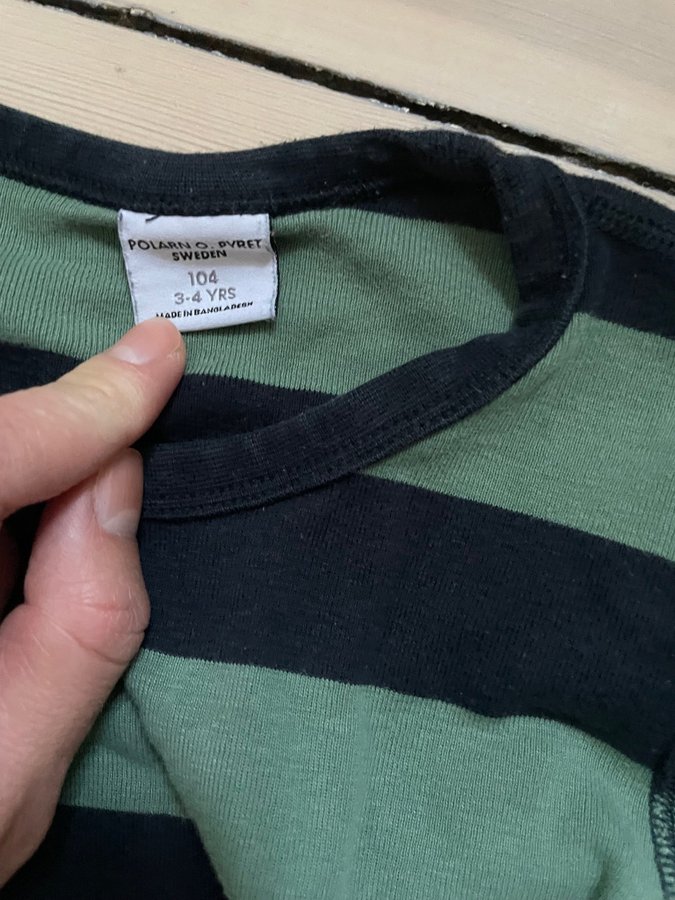 POLARN O. PYRET
SWEDEN
104
3-4 YRS
MADE IN BANGLADESH